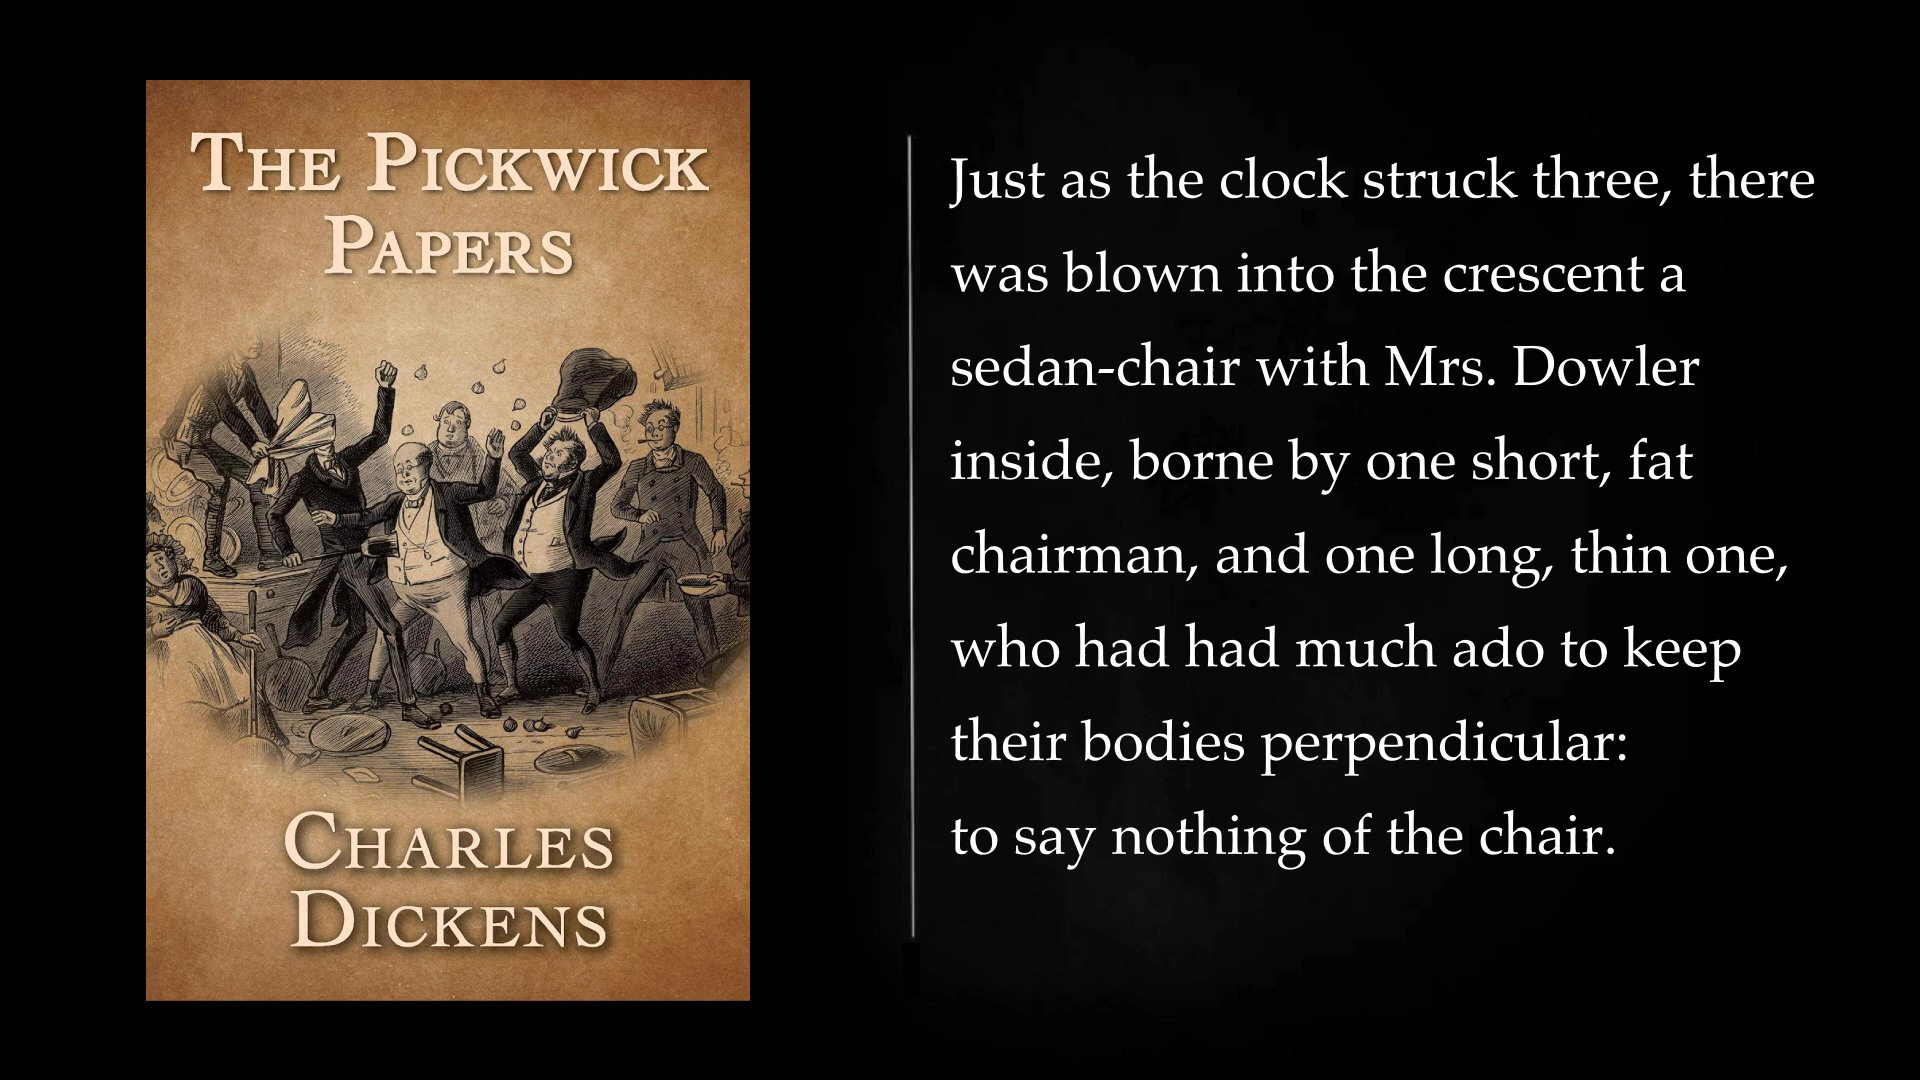 THE PICKWICK
PAPERS
CHARLES
DICKENS
Just as the clock struck three, there
was blown into the crescent a
sedan-chair with Mrs. Dowler
inside, borne by one short, fat
chairman, and one long, thin one,
who had had much ado to keep
their bodies perpendicular:
to say nothing of the chair.